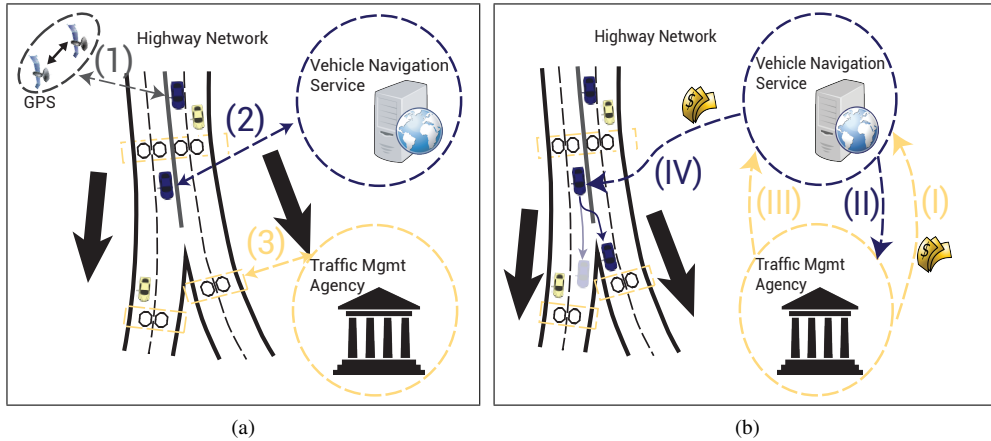 Highway Network
(1)
GPS
Vehicle Navigation
Service
(2)
(3)
Traffic Mgmt
Agency
(a)
Highway Network
Vehicle Navigation
Service
$
(IV)
(III)
(II)
(I)
$
Traffic Mgmt
Agency
(b)